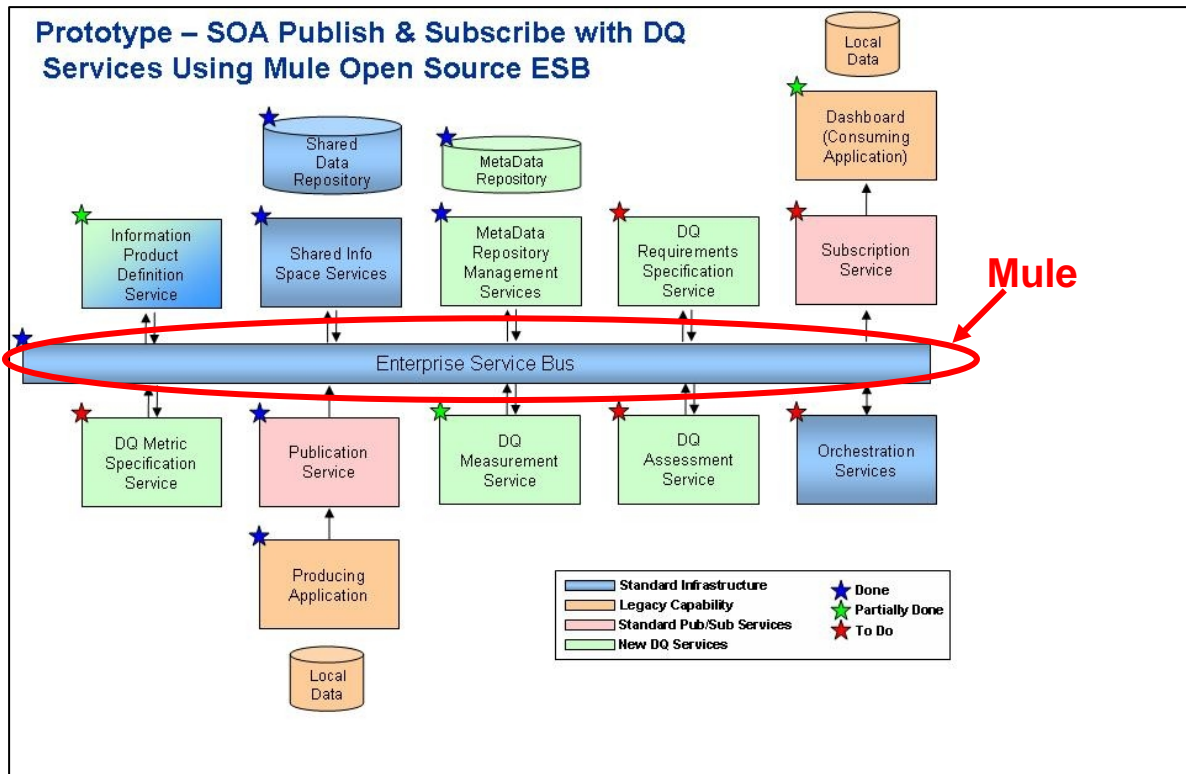 Prototype – SOA Publish & Subscribe with DQ
Services Using Mule Open Source ESB
Local
Data
Dashboard
(Consuming
Application)
Shared
Data
Repository
MetaData
Repository
Information
Product
Definition
Service
Shared Info
Space Services
MetaData
Repository
Management
Services
DQ
Requirements
Specification
Service
Subscription
Service
Mule
Enterprise Service Bus
DQ Metric
Specification
Service
Publication
Service
DQ
Measurement
Service
DQ
Assessment
Service
Orchestration
Services
Producing
Application
Local
Data
Standard Infrastructure
Legacy Capability
Standard Pub/Sub Services
New DQ Services
Done
Partially Done
To Do